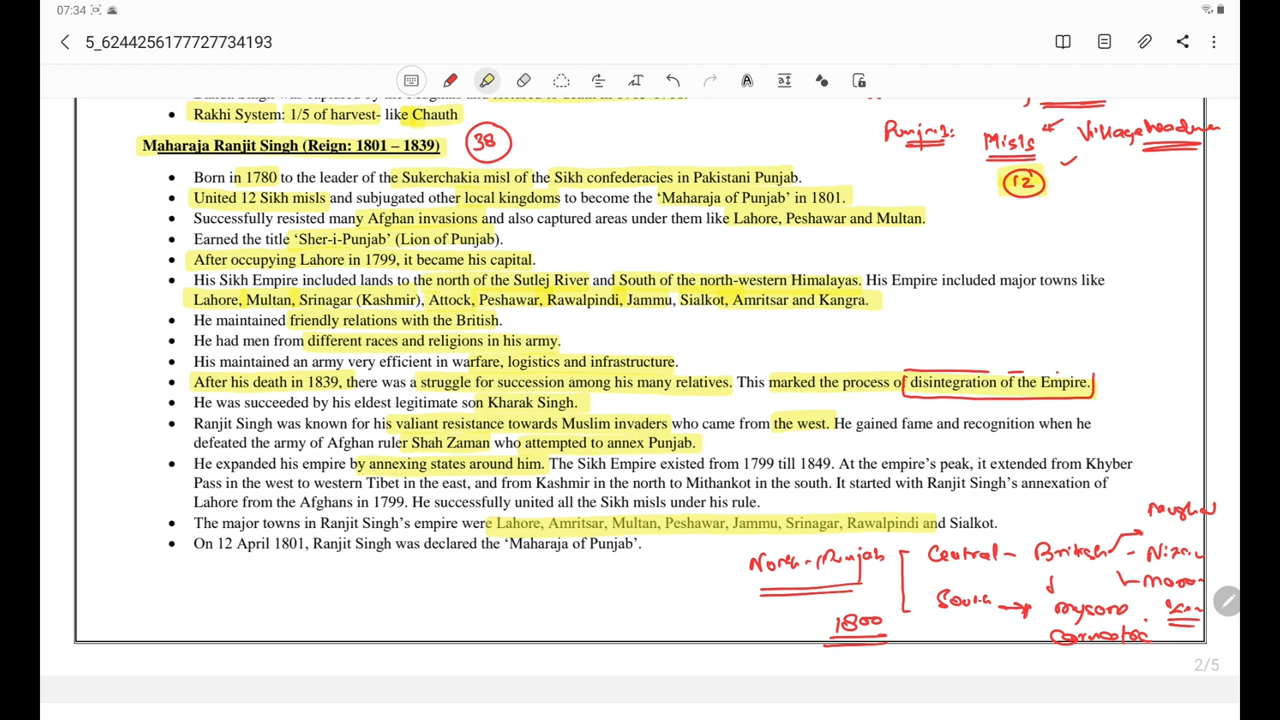 07:34
5_6244256177727734193
Rakhi System: 1/5 of harvest- like Chauth
Maharaja Ranjit Singh (Reign: 1801 – 1839)
38
Misls
Village headmen
12
Born in 1780 to the leader of the Sukerchakia misl of the Sikh confederacies in Pakistani Punjab.
United 12 Sikh misls and subjugated other local kingdoms to become the ‘Maharaja of Punjab’ in 1801.
Successfully resisted many Afghan invasions and also captured areas under them like Lahore, Peshawar and Multan.
Earned the title ‘Sher-i-Punjab’ (Lion of Punjab).
After occupying Lahore in 1799, it became his capital.
His Sikh Empire included lands to the north of the Sutlej River and South of the north-western Himalayas. His Empire included major towns like
Lahore, Multan, Srinagar (Kashmir), Attock, Peshawar, Rawalpindi, Jammu, Sialkot, Amritsar and Kangra.
He maintained friendly relations with the British.
He had men from different races and religions in his army.
His maintained an army very efficient in warfare, logistics and infrastructure.
After his death in 1839, there was a struggle for succession among his many relatives. This marked the process of disintegration of the Empire.
He was succeeded by his eldest legitimate son Kharak Singh.
Ranjit Singh was known for his valiant resistance towards Muslim invaders who came from the west. He gained fame and recognition when he
defeated the army of Afghan ruler Shah Zaman who attempted to annex Punjab.
He expanded his empire by annexing states around him. The Sikh Empire existed from 1799 till 1849. At the empire’s peak, it extended from Khyber
Pass in the west to western Tibet in the east, and from Kashmir in the north to Mithankot in the south. It started with Ranjit Singh’s annexation of
Lahore from the Afghans in 1799. He successfully united all the Sikh misls under his rule.
The major towns in Ranjit Singh’s empire were Lahore, Amritsar, Multan, Peshawar, Jammu, Srinagar, Rawalpindi and Sialkot.
On 12 April 1801, Ranjit Singh was declared the ‘Maharaja of Punjab’.
North - Punjab
Central - British
South
1800
2/5